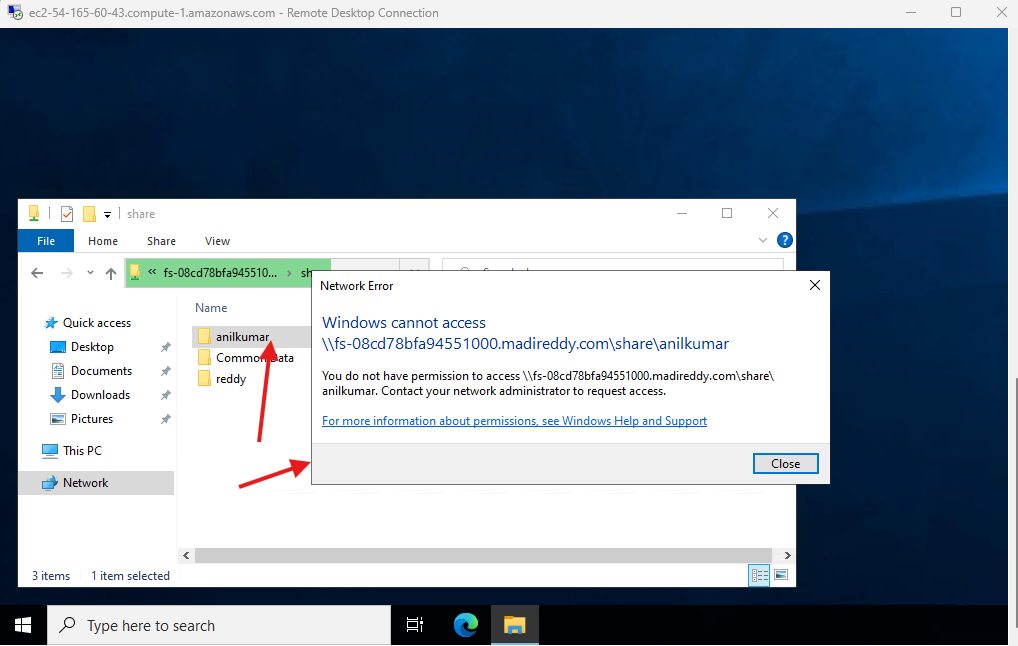 ec2-54-165-60-43.compute-1.amazonaws.com - Remote Desktop Connection
share
File Home Share View
« fs-08cd78bfa945510... › sh
Network Error
Windows cannot access
\\fs-08cd78bfa94551000.madireddy.com\share\anilkumar
You do not have permission to access \\fs-08cd78bfa94551000.madireddy.com\share\
anilkumar. Contact your network administrator to request access.
For more information about permissions, see Windows Help and Support
Close
Name
anilkumar
Common Data
reddy
Quick access
Desktop
Documents
Downloads
Pictures
This PC
Network
3 items 1 item selected
Type here to search